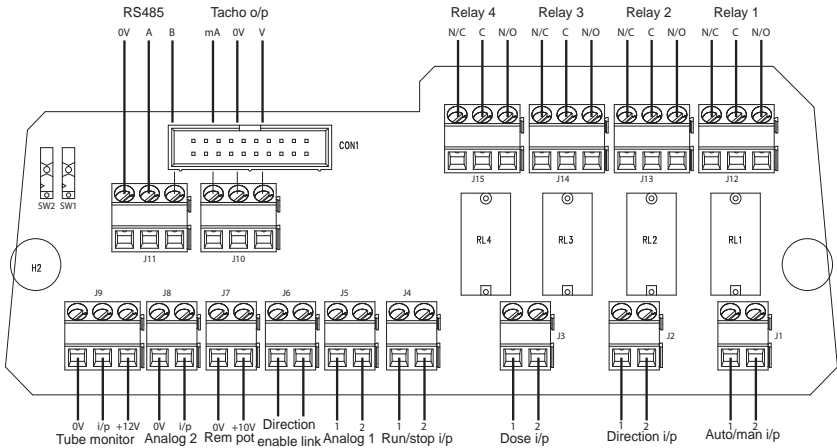 RS485 Tacho o/p Relay 4 Relay 3 Relay 2 Relay 1
0V A B mA 0V V N/C C N/O N/C C N/O N/C C N/O N/C C N/O
CON1
J15 J14 J13 J12
SW2 SW1
J11 J10
RL4 RL3 RL2 RL1
H2
J9 J8 J7 J6 J5 J4
J3 J2 J1
0V i/p +12V 0V i/p 0V +10V 1 2 1 2 1 2 1 2 1 2
Tube monitor Analog 2 Rem pot Direction enable link Analog 1 Run/stop i/p Dose i/p Direction i/p Auto/man i/p